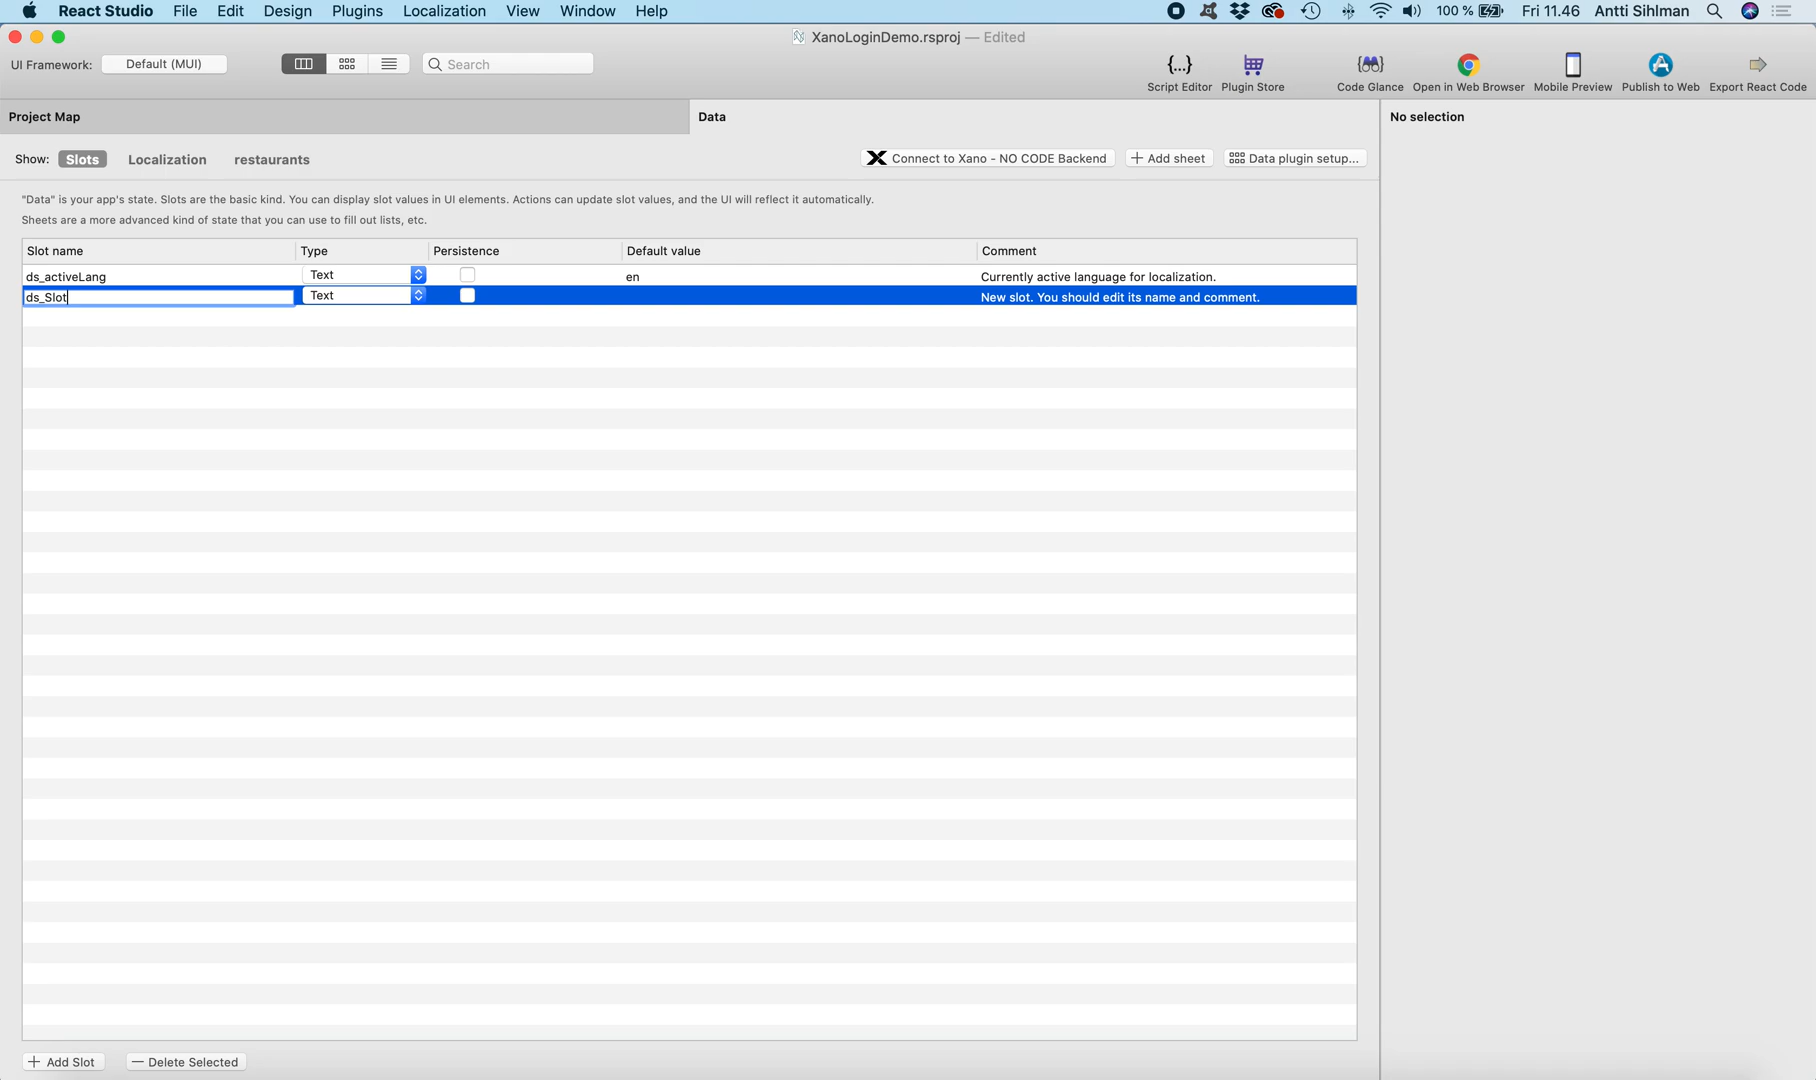 React Studio File Edit Design Plugins Localization View Window Help 100 % Fri 11.46 Antti Sihlman
XanoLoginDemo.rsproj — Edited
UI Framework: Default (MUI) Search
{...}
Script Editor Plugin Store Code Glance Open in Web Browser Mobile Preview Publish to Web Export React Code
Project Map Data No selection
Show: Slots Localization restaurants Connect to Xano - NO CODE Backend + Add sheet Data plugin setup...
"Data" is your app's state. Slots are the basic kind. You can display slot values in UI elements. Actions can update slot values, and the UI will reflect it automatically.
Sheets are a more advanced kind of state that you can use to fill out lists, etc.
Slot name Type Persistence Default value Comment
ds_activeLang Text en Currently active language for localization.
ds_Slot Text New slot. You should edit its name and comment.
+ Add Slot — Delete Selected